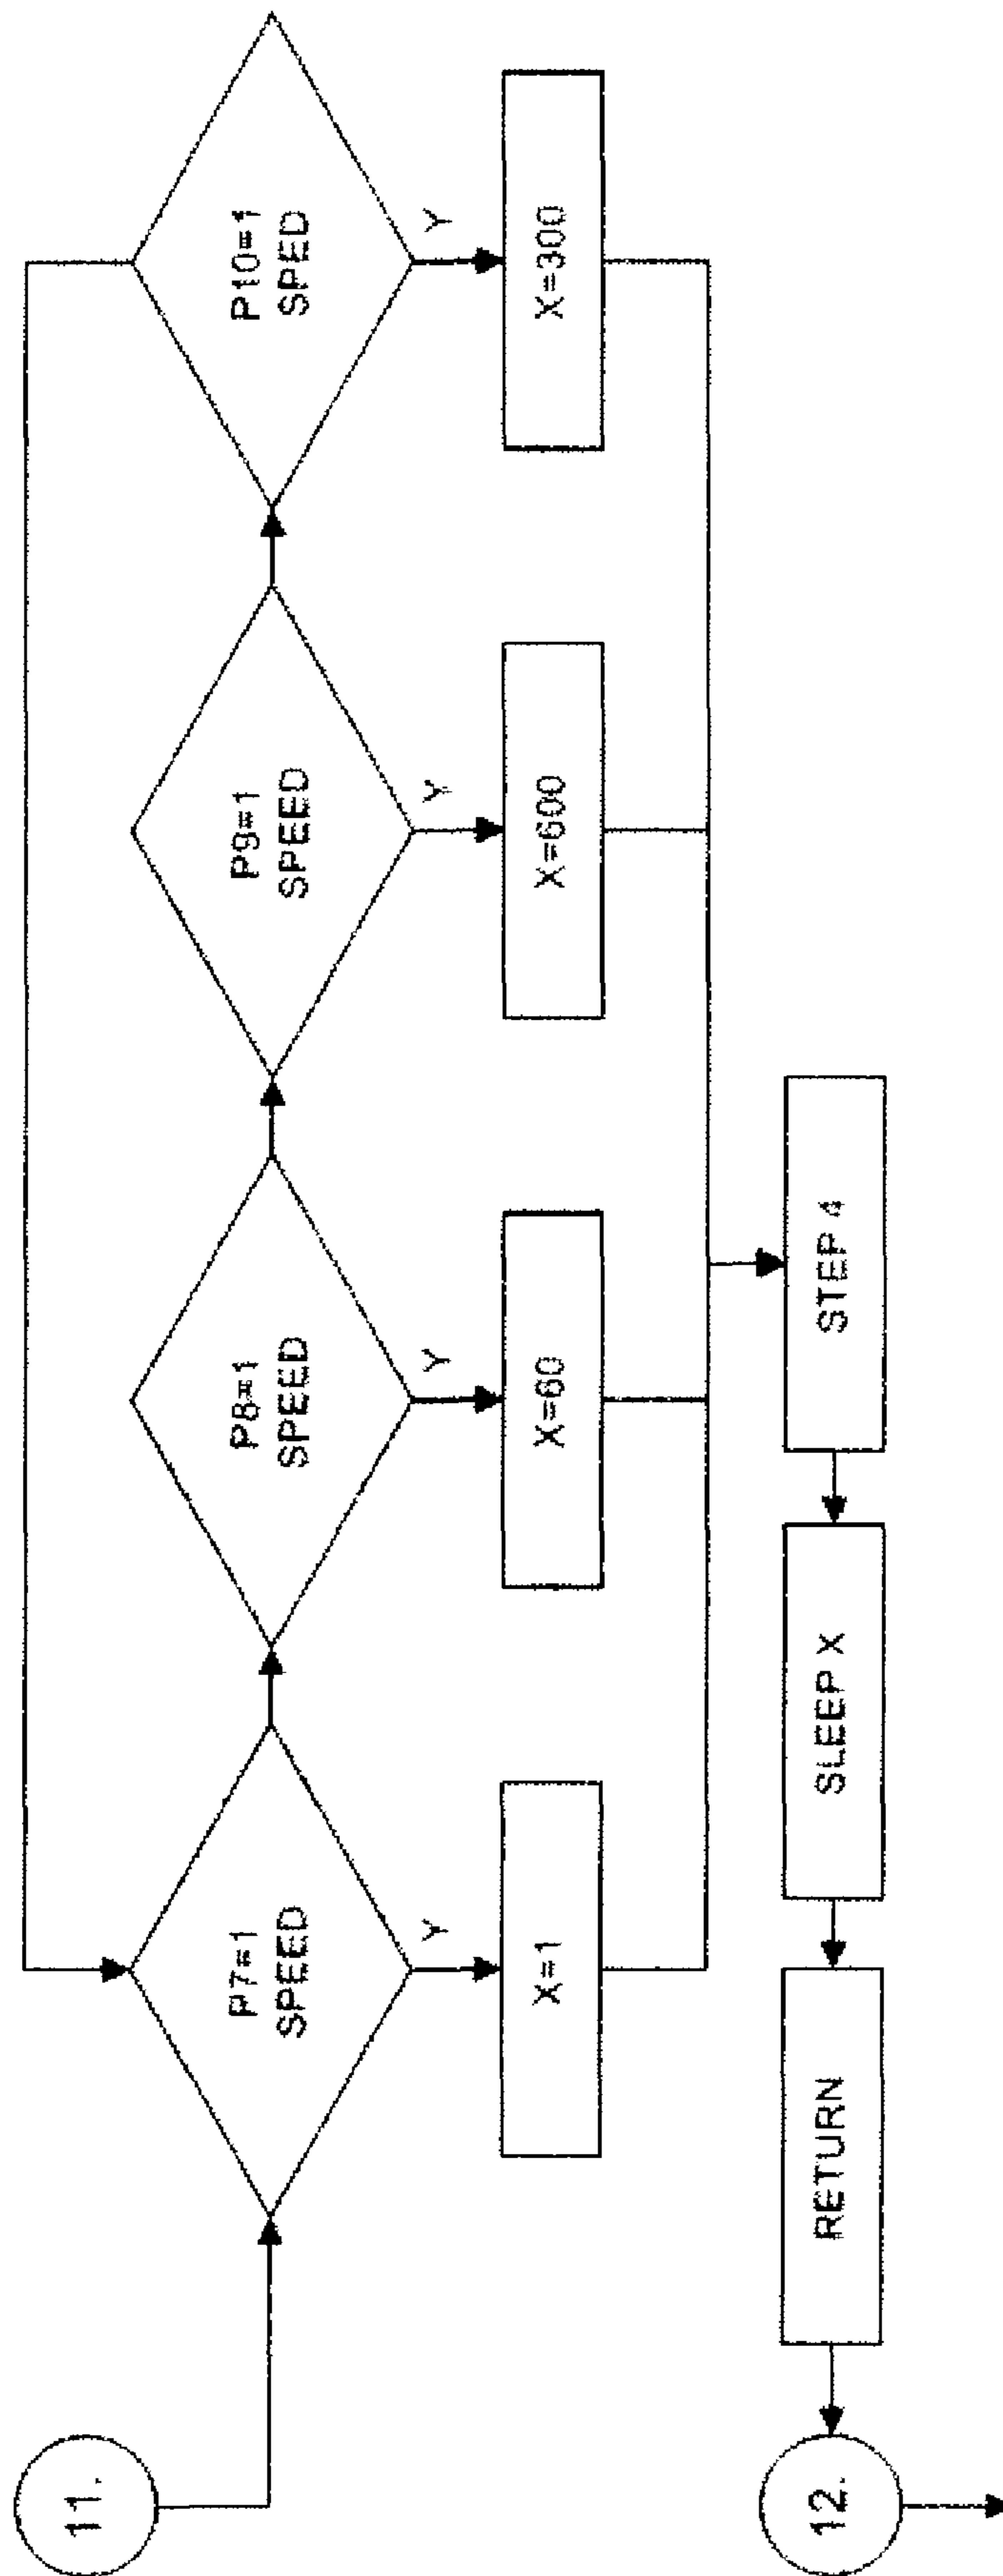 11.
P7=1
SPEED
P8=1
SPEED
P9=1
SPEED
P10=1
SPED
Y
Y
Y
Y
X=1
X=60
X=600
X=300
STEP 4
SLEEP X
RETURN
12.